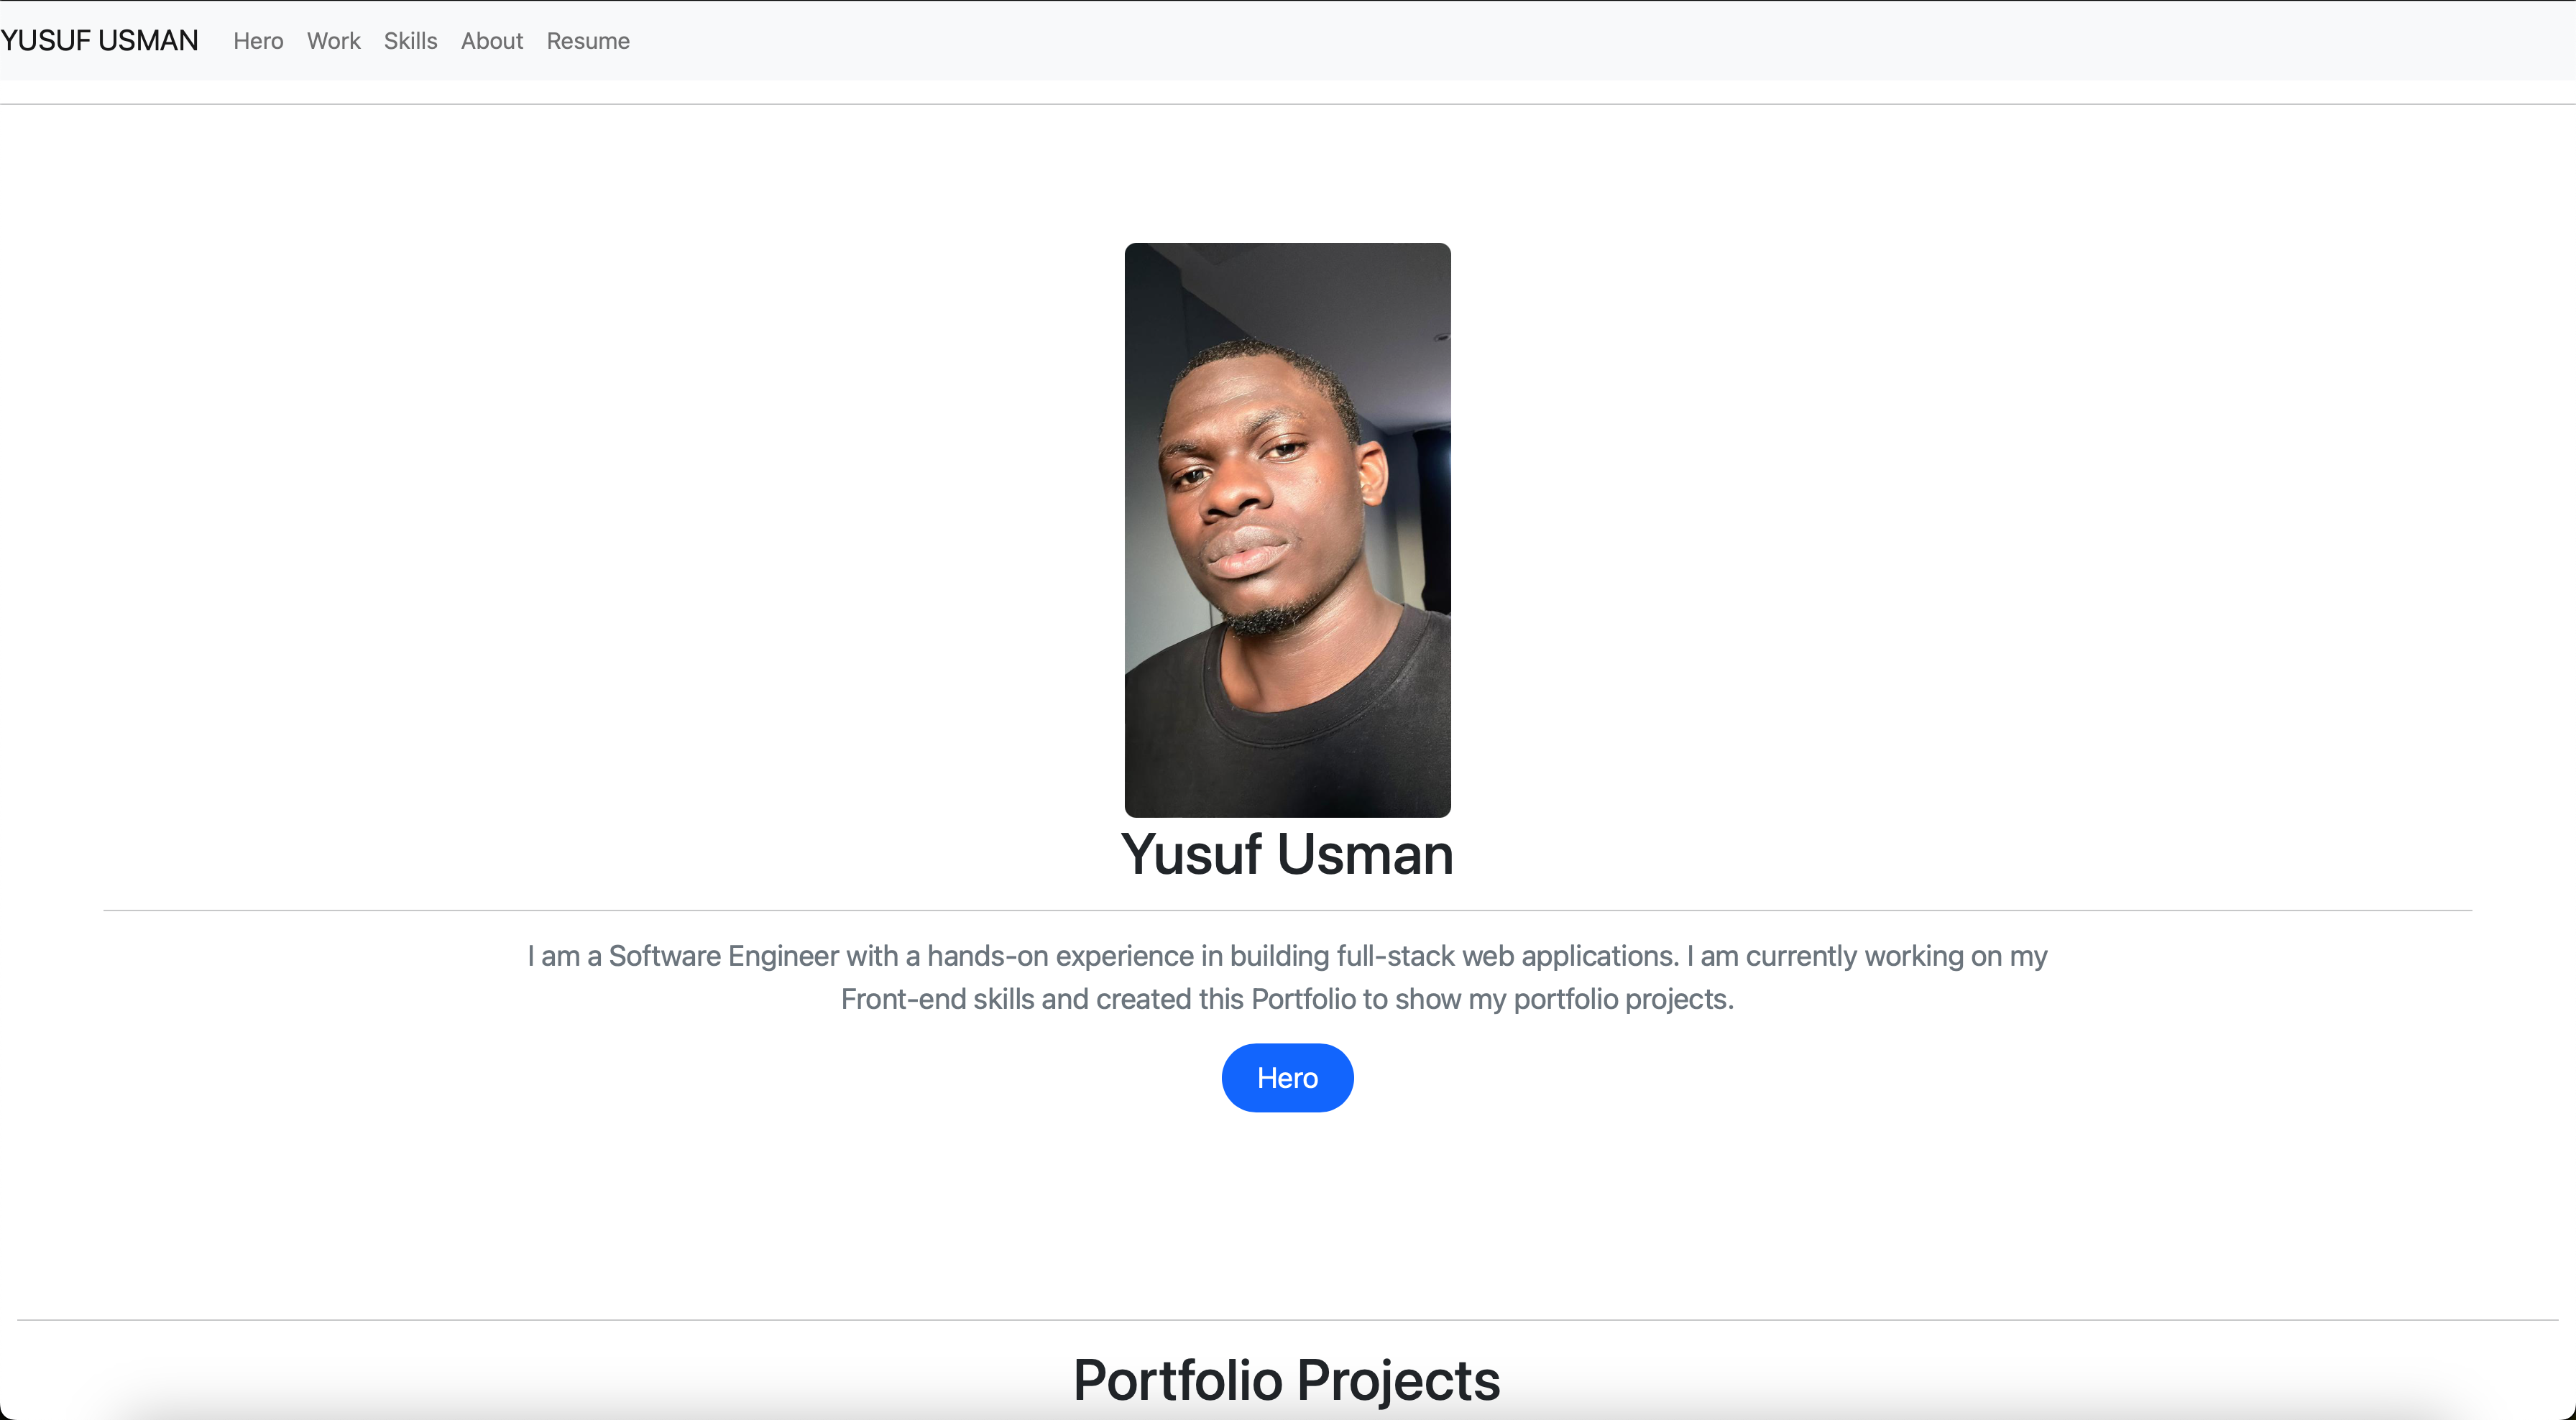 YUSUF USMAN Hero Work Skills About Resume
Yusuf Usman
I am a Software Engineer with a hands-on experience in building full-stack web applications. I am currently working on my
Front-end skills and created this Portfolio to show my portfolio projects.
Hero
Portfolio Projects